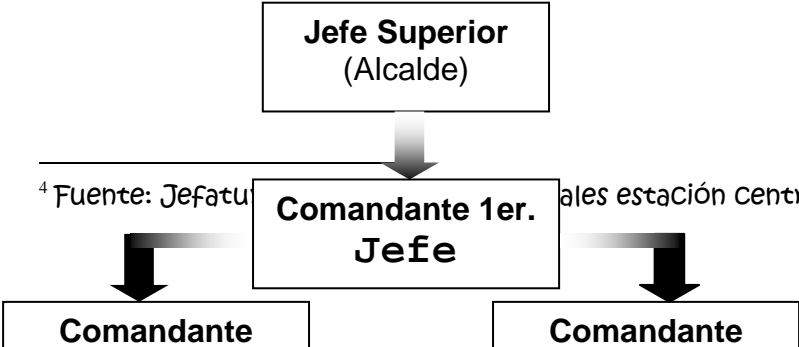 Jefe Superior
(Alcalde)
4 Fuente: Jefatu ales estación centr
Comandante 1er.
Jefe
Comandante
Comandante